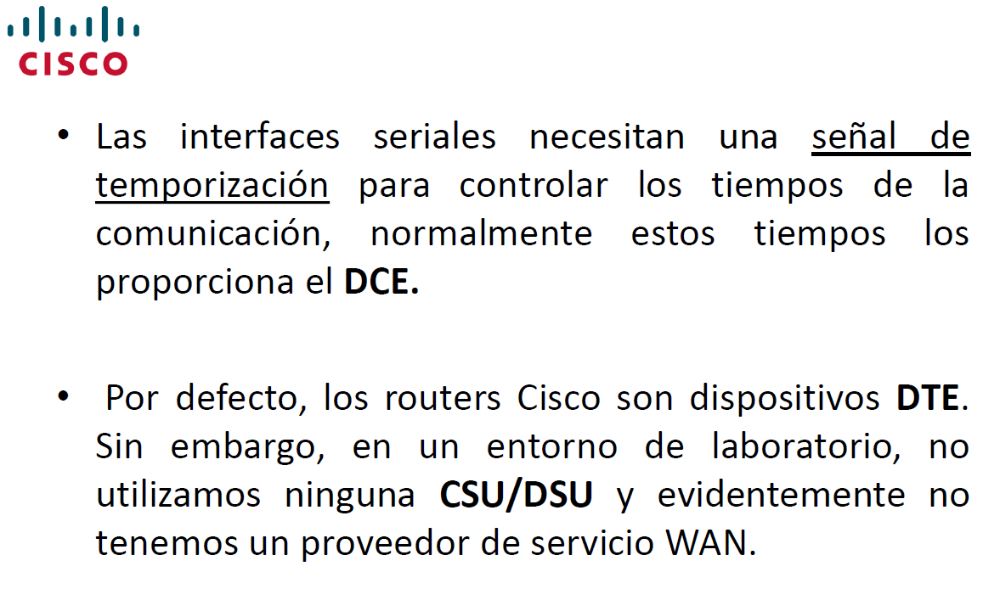 CISCO
• Las interfaces seriales necesitan una señal de
temporización para controlar los tiempos de la
comunicación, normalmente estos tiempos los
proporciona el DCE.
• Por defecto, los routers Cisco son dispositivos DTE.
Sin embargo, en un entorno de laboratorio, no
utilizamos ninguna CSU/DSU y evidentemente no
tenemos un proveedor de servicio WAN.